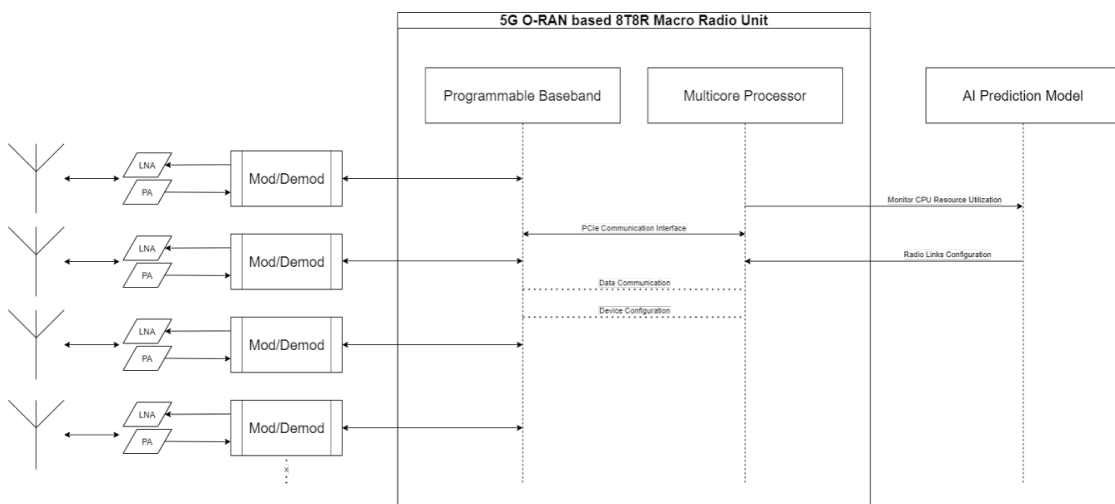 5G O-RAN based 8T8R Macro Radio Unit
Programmable Baseband
Multicore Processor
AI Prediction Model
LNA
PA
Mod/Demod
Monitor CPU Resource Utilization
PCIe Communication Interface
LNA
PA
Mod/Demod
Radio Links Configuration
Data Communication
Device Configuration
LNA
PA
Mod/Demod
LNA
PA
Mod/Demod
x